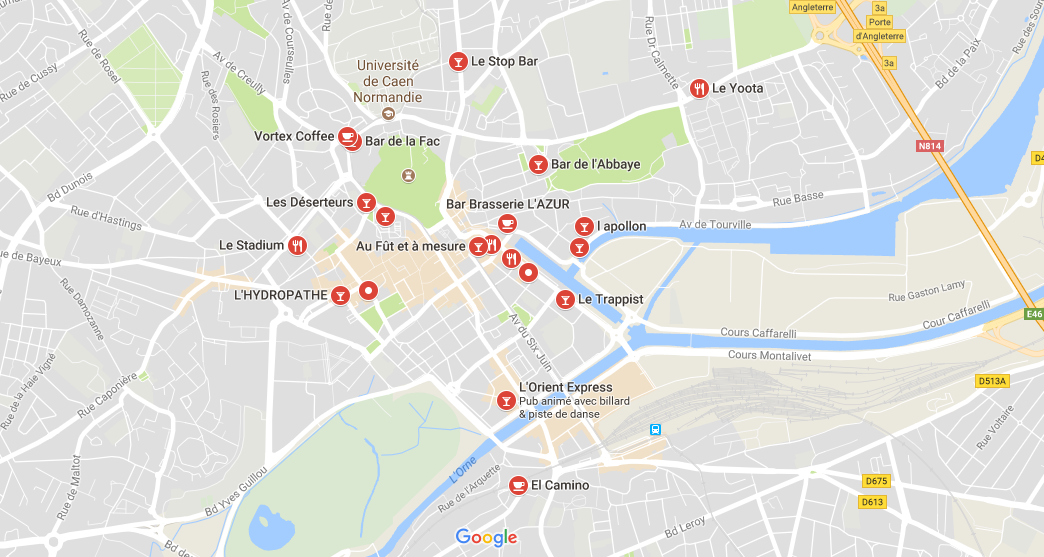 Angleterre
3a
Porte
d'Angleterre
3a
Rue de Rosel
Rue de Cussy
Av de Creully
Av de Courseulles
Rue des Rosiers
Rue Dr Calmette
Bd de la Paix
Le Stop Bar
Université
de Caen
Normandie
Le Yoota
Vortex Coffee
Bar de la Fac
N814
Bar de l'Abbaye
D4
Bd Dunois
Rue d'Hastings
Les Déserteurs
Bar Brasserie L'AZUR
Rue Basse
l apollon
Av de Tourville
Le Stadium
Au Fût et à mesure
Rue de Bayeux
L'HYDROPATHE
Rue Damozanne
Le Trappist
Rue Gaston Lamy
Cour Caffarelli
E46
Cours Caffarelli
Cours Montalivet
Av du Six Juin
Rue de la Haie Vigné
Rue Caponière
L'Orient Express
Pub animé avec billard
& piste de danse
D513A
Rue Voltaire
Rue de Maltot
Bd Yves Guillou
L'Orne
Rue de l'Arquette
El Camino
D675
D613
Bd Leroy
Google
Bd de